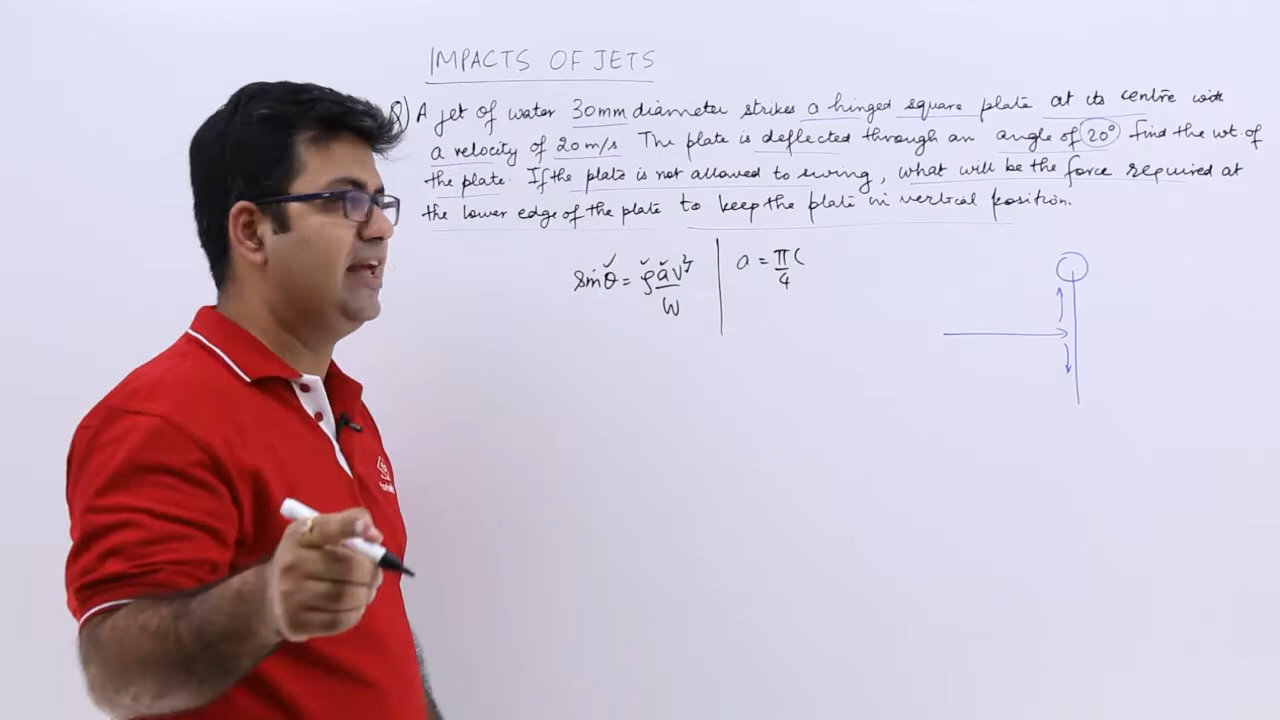 IMPACTS OF JETS
Q) A jet of water 30mm diameter strikes a hinged square plate at its centre with
a velocity of 20 m/s The plate is deflected through an angle of 20° find the wt. of
the plate. If the plate is not allowed to swing, what will be the force required at
the lower edge of the plate to keep the plate in vertical position.
sinθ = ρav²/W
a = π/4 (